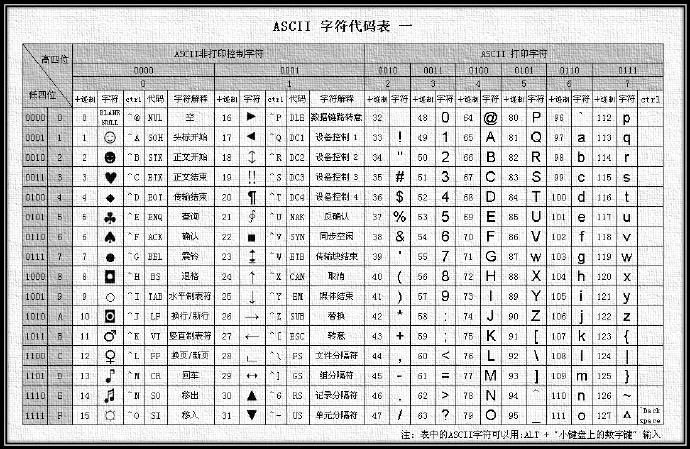 ASCII 字符代码表 一
高四位 ASCII非打印控制字符 ASCII 打印字符
0000 0001 0010 0011 0100 0101 0110 0111
低四位 0 1 2 3 4 5 6 7
十进制 字符 ctrl 代码 字符解释 十进制 字符 ctrl 代码 字符解释 十进制 字符 十进制 字符 十进制 字符 十进制 字符 十进制 字符 十进制 字符 ctrl
0000 0 0 BLANK NULL ^@ NUL 空 16 ► ^P DLE 数据链路转意 32 48 0 64 @ 80 P 96 ` 112 p
0001 1 1 ☺ ^A SOH 头标开始 17 ◄ ^Q DC1 设备控制 1 33 ! 49 1 65 A 81 Q 97 a 113 q
0010 2 2 ☻ ^B STX 正文开始 18 ↕ ^R DC2 设备控制 2 34 " 50 2 66 B 82 R 98 b 114 r
0011 3 3 ♥ ^C ETX 正文结束 19 !! ^S DC3 设备控制 3 35 # 51 3 67 C 83 S 99 c 115 s
0100 4 4 ◆ ^D EOT 传输结束 20 ¶ ^T DC4 设备控制 4 36 $ 52 4 68 D 84 T 100 d 116 t
0101 5 5 ♣ ^E ENQ 查询 21 ∮ ^U NAK 反确认 37 % 53 5 69 E 85 U 101 e 117 u
0110 6 6 ♠ ^F ACK 确认 22 ■ ^V SYN 同步空闲 38 & 54 6 70 F 86 V 102 f 118 v
0111 7 7 ● ^G BEL 震铃 23 ↨ ^W ETB 传输块结束 39 ' 55 7 71 G 87 w 103 g 119 w
1000 8 8 ◘ ^H BS 退格 24 ↑ ^X CAN 取消 40 ( 56 8 72 H 88 X 104 h 120 x
1001 9 9 ○ ^I TAB 水平制表符 25 ↓ ^Y EM 媒体结束 41 ) 57 9 73 I 89 Y 105 i 121 y
1010 A 10 ◙ ^J LF 换行/新行 26 → ^Z SUB 替换 42 * 58 : 74 J 90 Z 106 j 122 z
1011 B 11 ♂ ^K VT 竖直制表符 27 ← ^[ ESC 转意 43 + 59 ; 75 K 91 [ 107 k 123 {
1100 C 12 ♀ ^L FF 换页/新页 28 ∟ ^\ FS 文件分隔符 44 , 60 < 76 L 92 \ 108 l 124 |
1101 D 13 ♪ ^M CR 回车 29 ↔ ^] GS 组分隔符 45 - 61 = 77 M 93 ] 109 m 125 }
1110 E 14 ♫ ^N SO 移出 30 ▲ ^6 RS 记录分隔符 46 . 62 > 78 N 94 ^ 110 n 126 ~
1111 F 15 ☼ ^O SI 移入 31 ▼ ^- US 单元分隔符 47 / 63 ? 79 O 95 _ 111 o 127 Δ ^Back space
注：表中的ASCII字符可以用:ALT + "小键盘上的数字键" 输入